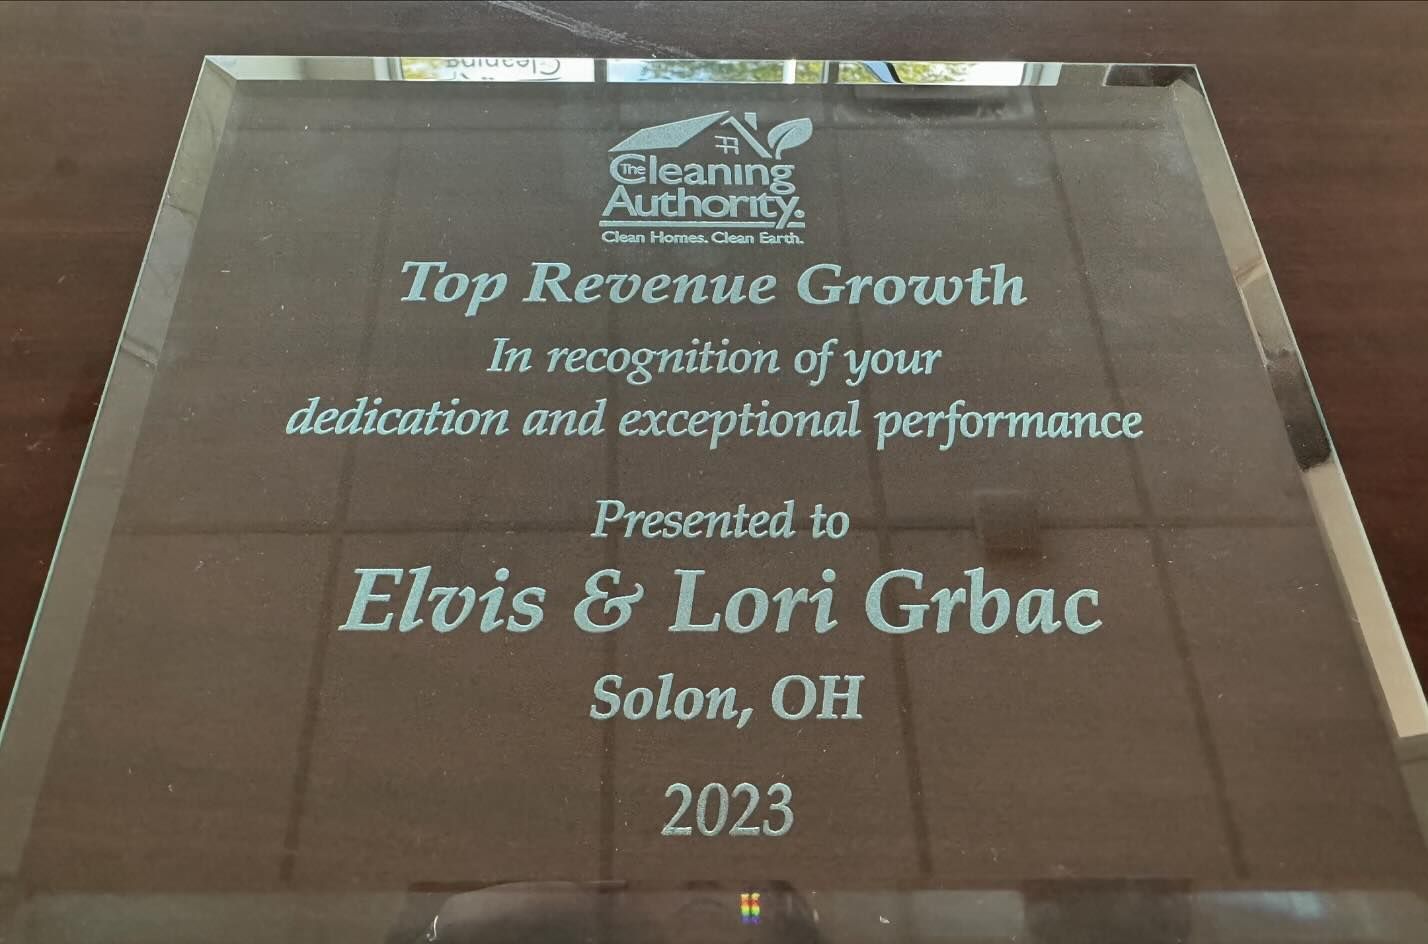 The
Cleaning
Authority.
Clean Homes. Clean Earth.
Top Revenue Growth
In recognition of your
dedication and exceptional performance
Presented to
Elvis & Lori Grbac
Solon, OH
2023